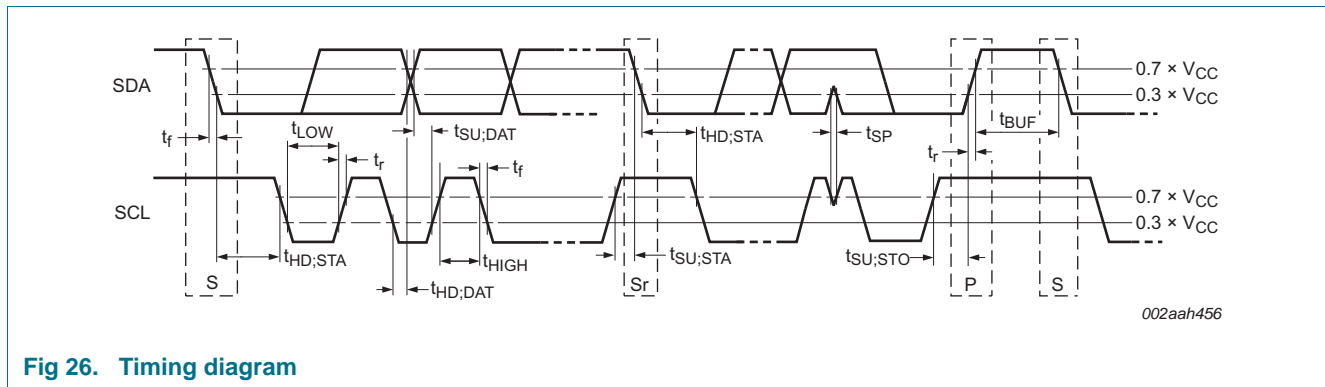 SDA
0.7 × VCC
0.3 × VCC
tf
tLOW
tSU;DAT
tHD;STA
tSP
tBUF
tr
tf
tr
SCL
0.7 × VCC
0.3 × VCC
tHD;STA
tHIGH
tSU;STA
tSU;STO
S
tHD;DAT
Sr
P
S
002aah456
Fig 26. Timing diagram